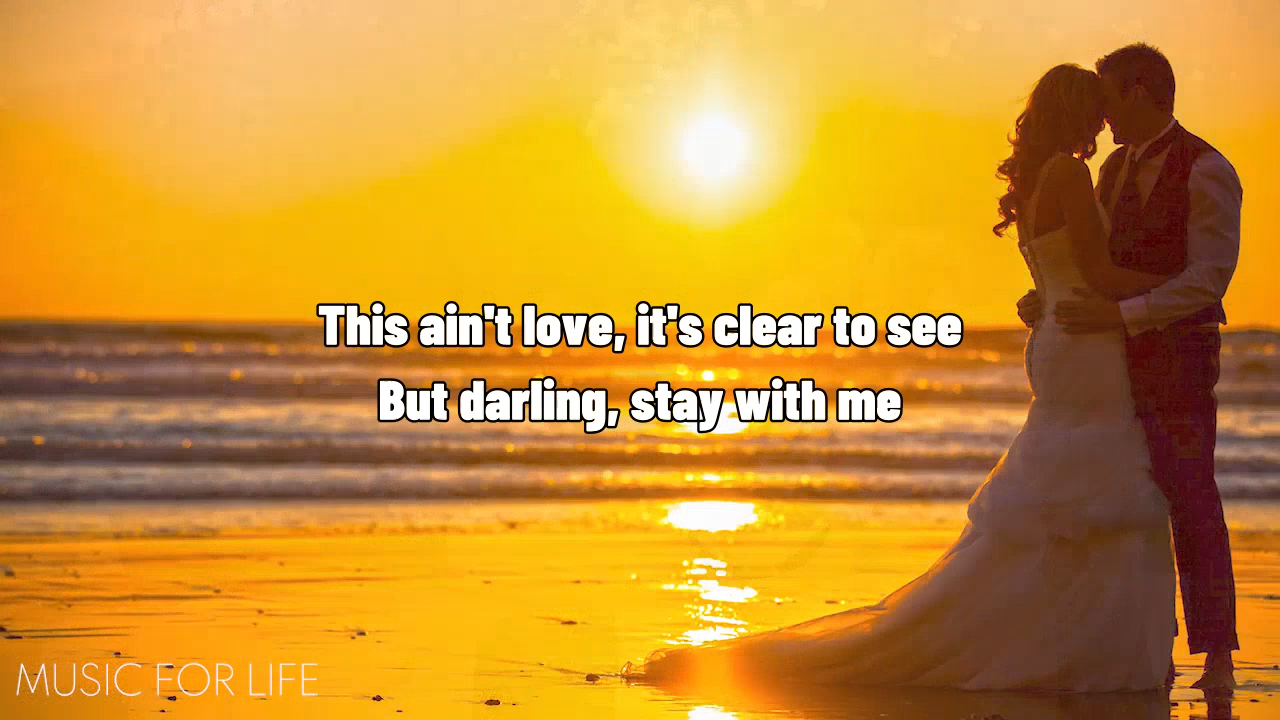 This ain't love, it's clear to see
But darling, stay with me
MUSIC FOR LIFE